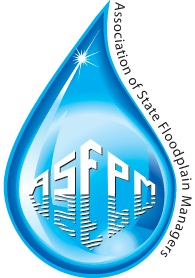 Association of State Floodplain Managers
ASFPM